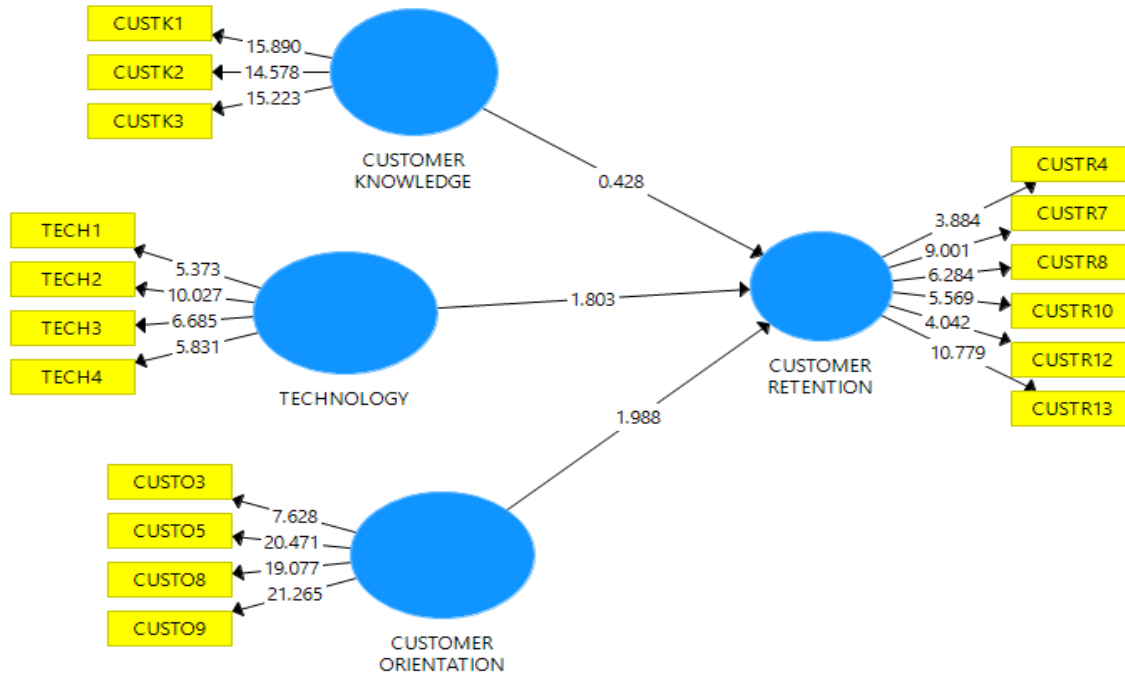 CUSTK1
15.890
CUSTK2
14.578
CUSTK3
15.223
CUSTOMER
KNOWLEDGE
0.428
TECH1
5.373
TECH2
10.027
TECH3
6.685
TECH4
5.831
TECHNOLOGY
1.803
CUSTO3
7.628
CUSTO5
20.471
CUSTO8
19.077
CUSTO9
21.265
CUSTOMER
ORIENTATION
1.988
CUSTOMER
RETENTION
CUSTR4
3.884
CUSTR7
9.001
CUSTR8
6.284
CUSTR10
5.569
CUSTR12
4.042
CUSTR13
10.779